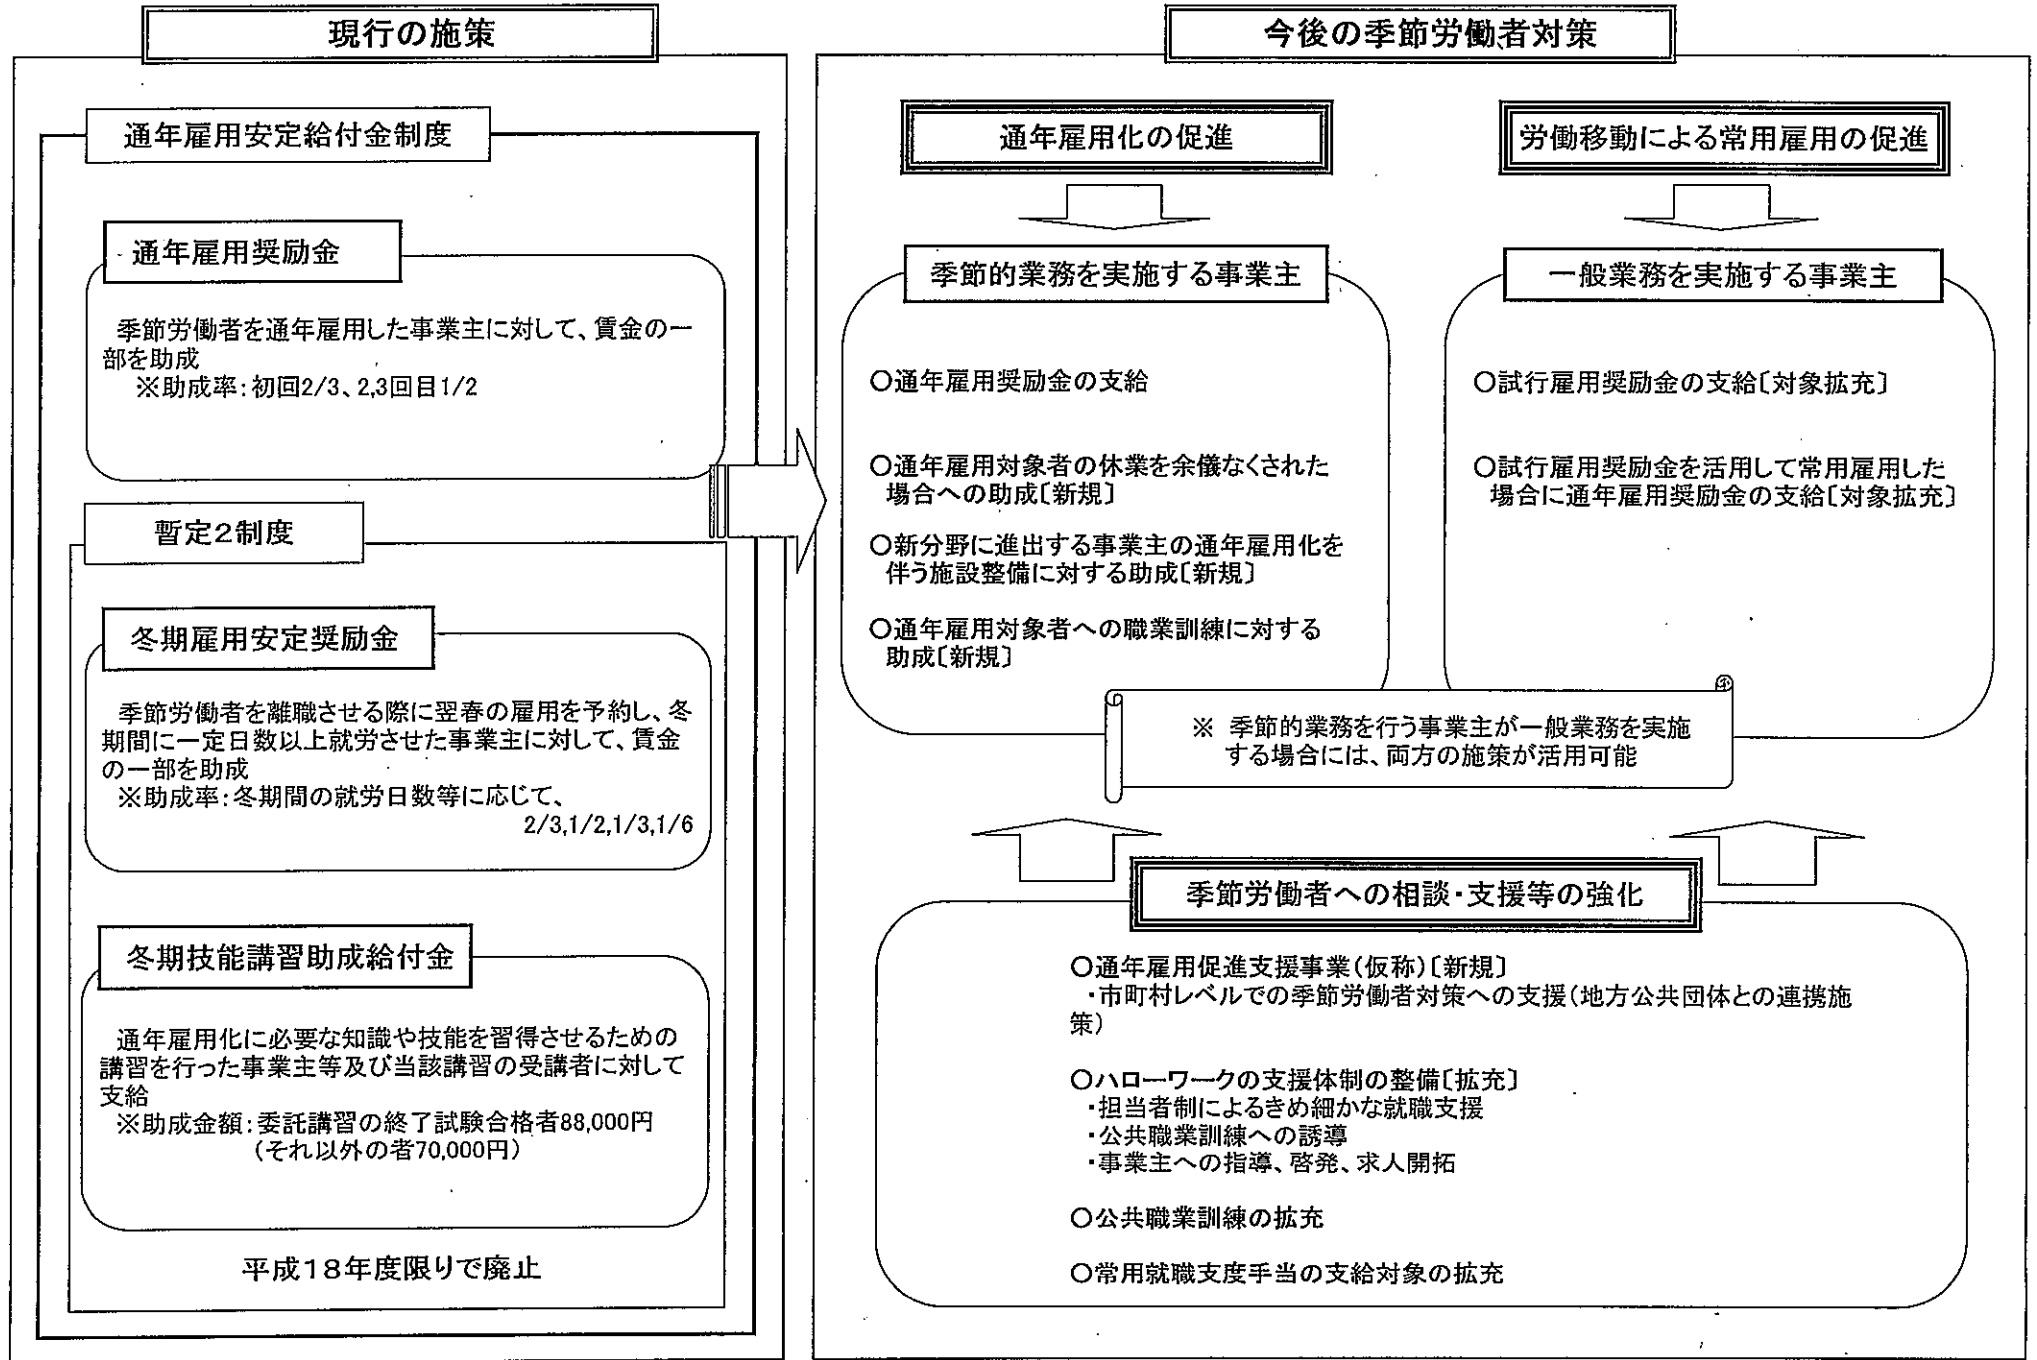 現行の施策
通年雇用安定給付金制度
通年雇用奨励金
季節労働者を通年雇用した事業主に対して、賃金の一
部を助成
※助成率：初回2/3、2,3回目1/2
暫定2制度
冬期雇用安定奨励金
季節労働者を離職させる際に翌春の雇用を予約し、冬
期間に一定日数以上就労させた事業主に対して、賃金
の一部を助成
※助成率：冬期間の就労日数等に応じて、
2/3,1/2,1/3,1/6
冬期技能講習助成給付金
通年雇用化に必要な知識や技能を習得させるための
講習を行った事業主等及び当該講習の受講者に対して
支給
※助成金額：委託講習の終了試験合格者88,000円
（それ以外の者70,000円）
平成18年度限りで廃止
今後の季節労働者対策
通年雇用化の促進
季節的業務を実施する事業主
○通年雇用奨励金の支給
○通年雇用対象者の休業を余儀なくされた
場合への助成〔新規〕
○新分野に進出する事業主の通年雇用化を
伴う施設整備に対する助成〔新規〕
○通年雇用対象者への職業訓練に対する
助成〔新規〕
労働移動による常用雇用の促進
一般業務を実施する事業主
○試行雇用奨励金の支給〔対象拡充〕
○試行雇用奨励金を活用して常用雇用した
場合に通年雇用奨励金の支給〔対象拡充〕
※ 季節的業務を行う事業主が一般業務を実施
する場合には、両方の施策が活用可能
季節労働者への相談・支援等の強化
○通年雇用促進支援事業（仮称）〔新規〕
・市町村レベルでの季節労働者対策への支援（地方公共団体との連携施
策）
○ハローワークの支援体制の整備〔拡充〕
・担当者制によるきめ細かな就職支援
・公共職業訓練への誘導
・事業主への指導、啓発、求人開拓
○公共職業訓練の拡充
○常用就職支度手当の支給対象の拡充